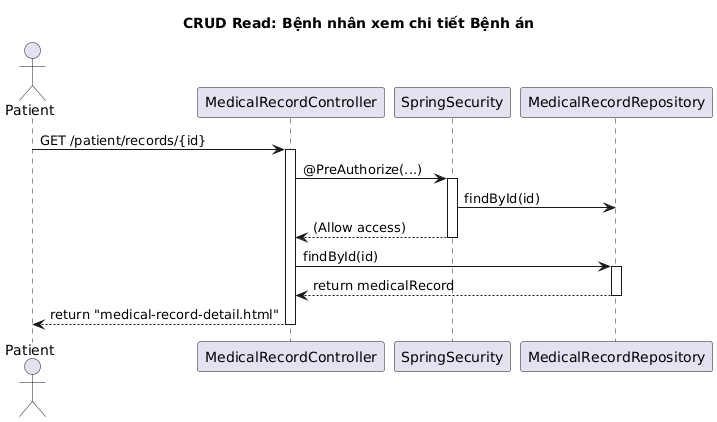 CRUD Read: Bệnh nhân xem chi tiết Bệnh án
Patient
MedicalRecordController
SpringSecurity
MedicalRecordRepository
GET /patient/records/{id}
@PreAuthorize(...)
findById(id)
(Allow access)
findById(id)
return medicalRecord
return "medical-record-detail.html"
Patient
MedicalRecordController
SpringSecurity
MedicalRecordRepository